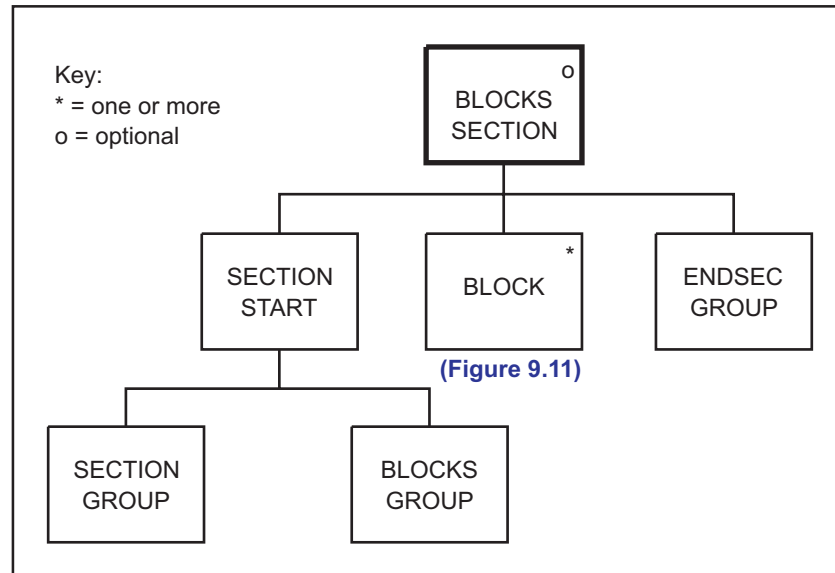 Key:
* = one or more
o = optional
o
BLOCKS
SECTION
SECTION
START
*
BLOCK
ENDSEC
GROUP
(Figure 9.11)
SECTION
GROUP
BLOCKS
GROUP